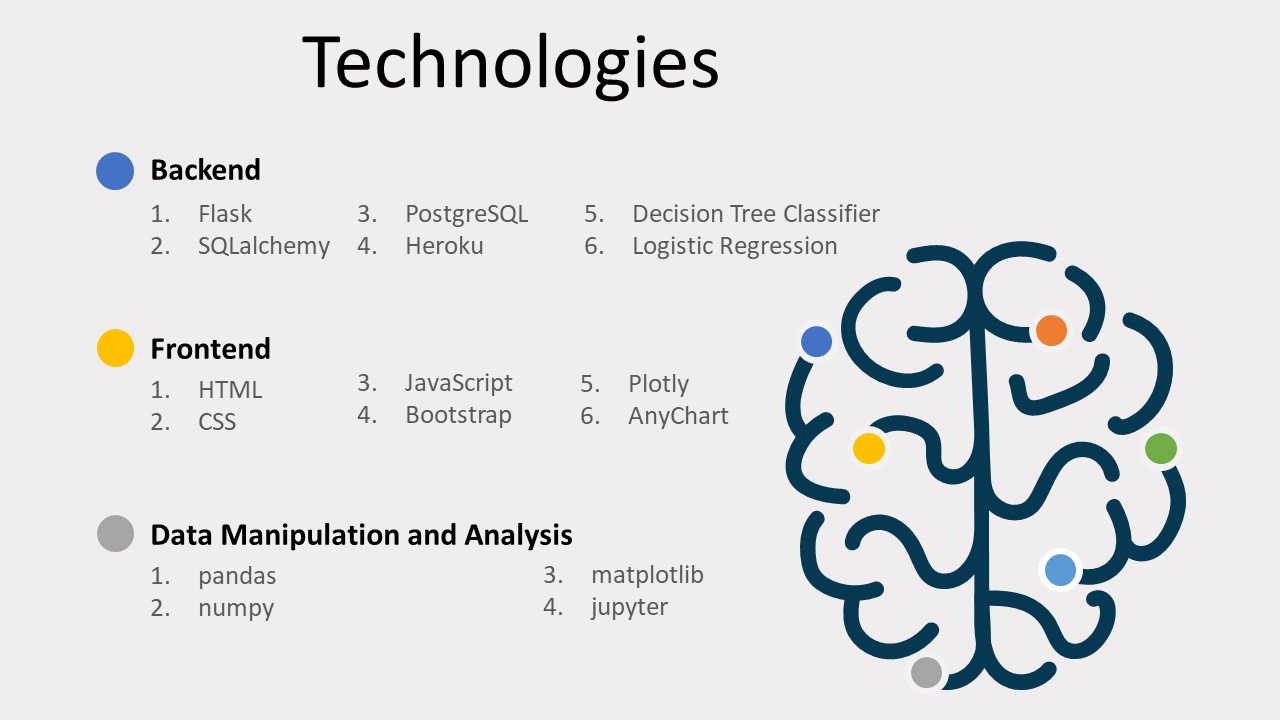 Technologies
Backend
1. Flask 3. PostgreSQL 5. Decision Tree Classifier
2. SQLalchemy 4. Heroku 6. Logistic Regression
Frontend
1. HTML 3. JavaScript 5. Plotly
2. CSS 4. Bootstrap 6. AnyChart
Data Manipulation and Analysis
1. pandas 3. matplotlib
2. numpy 4. jupyter